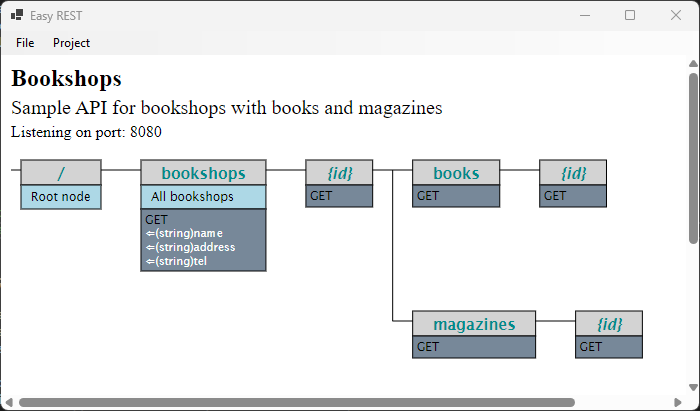 Easy REST
File Project
Bookshops
Sample API for bookshops with books and magazines
Listening on port: 8080
/ bookshops {id} books {id}
Root node All bookshops GET GET GET
GET
⇐(string)name
⇐(string)address
⇐(string)tel
magazines {id}
GET GET